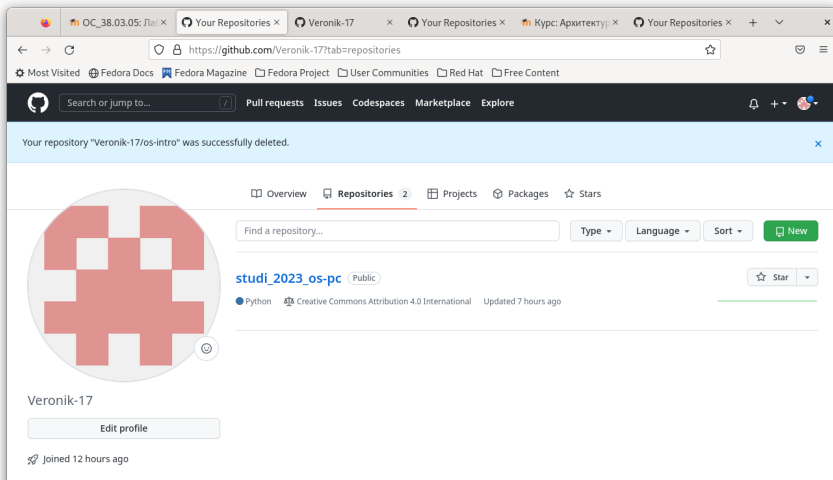 ОС_38.03.05: Лаб Your Repositories Veronik-17 Your Repositories Курс: Архитектур Your Repositories
https://github.com/Veronik-17?tab=repositories
Most Visited Fedora Docs Fedora Magazine Fedora Project User Communities Red Hat Free Content
Search or jump to... / Pull requests Issues Codespaces Marketplace Explore
Your repository "Veronik-17/os-intro" was successfully deleted.
Overview Repositories 2 Projects Packages Stars
Find a repository... Type Language Sort New
studi_2023_os-pc Public Star
Python Creative Commons Attribution 4.0 International Updated 7 hours ago
Veronik-17
Edit profile
Joined 12 hours ago